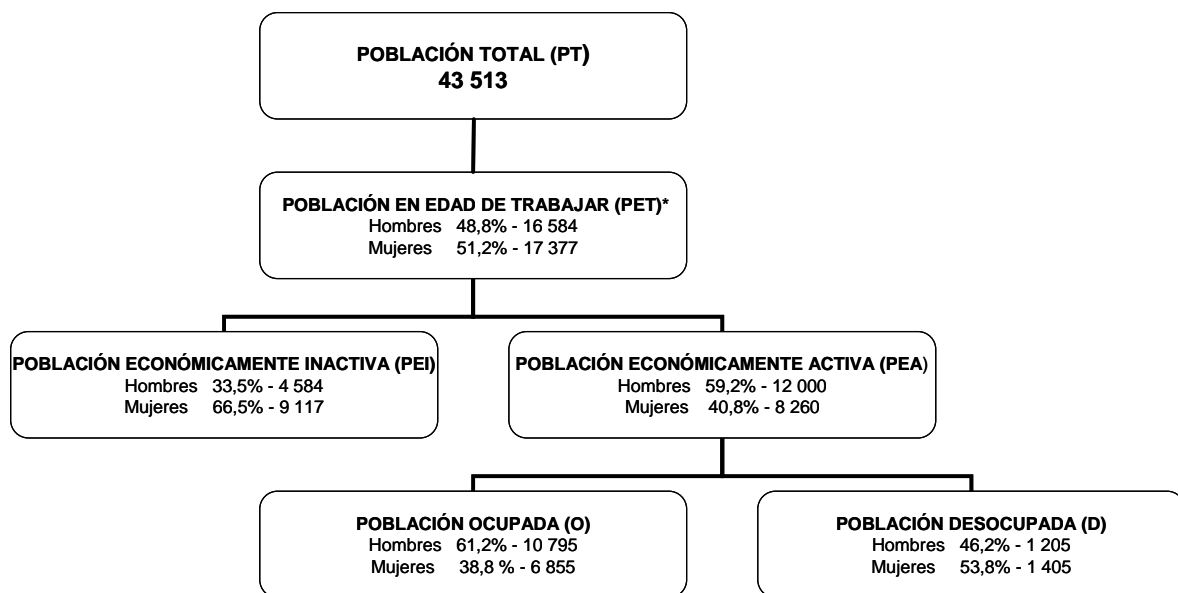 POBLACIÓN TOTAL (PT)
43 513
POBLACIÓN EN EDAD DE TRABAJAR (PET)*
Hombres 48,8% - 16 584
Mujeres 51,2% - 17 377
POBLACIÓN ECONÓMICAMENTE INACTIVA (PEI)
Hombres 33,5% - 4 584
Mujeres 66,5% - 9 117
POBLACIÓN ECONÓMICAMENTE ACTIVA (PEA)
Hombres 59,2% - 12 000
Mujeres 40,8% - 8 260
POBLACIÓN OCUPADA (O)
Hombres 61,2% - 10 795
Mujeres 38,8 % - 6 855
POBLACIÓN DESOCUPADA (D)
Hombres 46,2% - 1 205
Mujeres 53,8% - 1 405